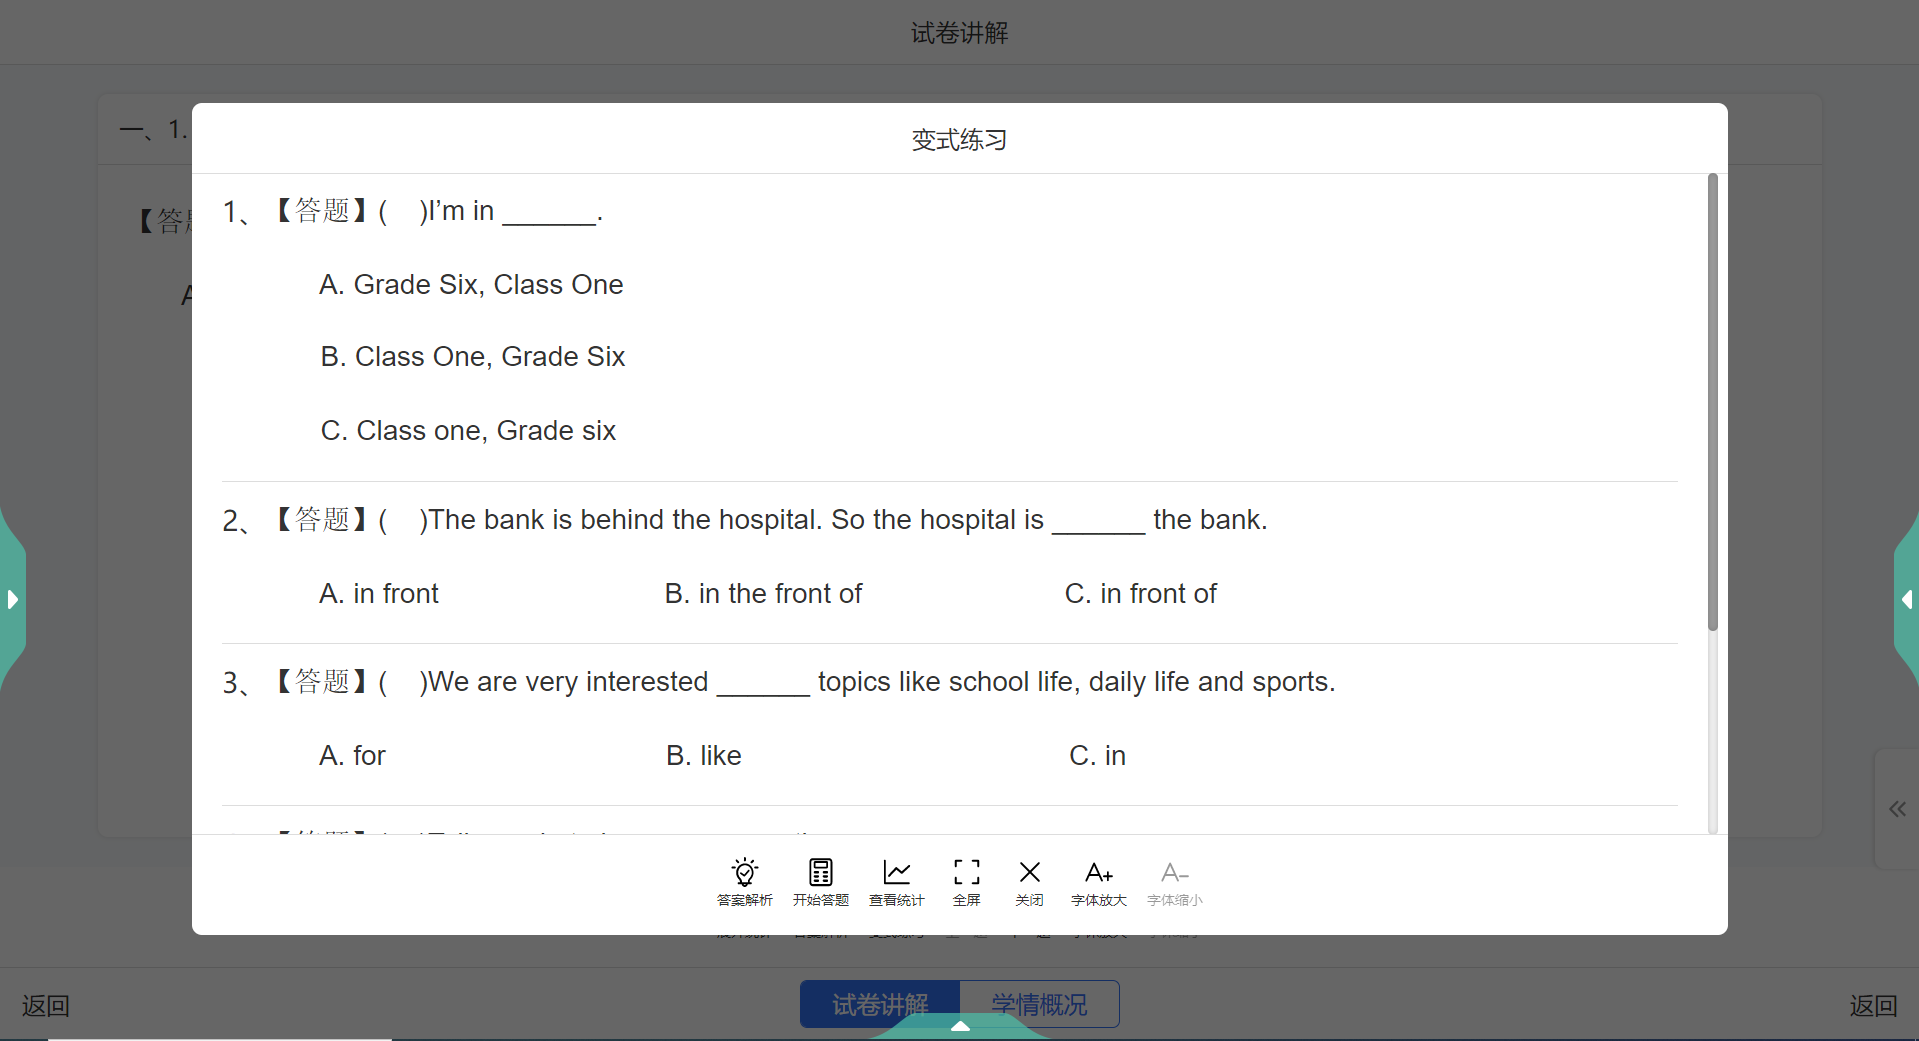 试卷讲解
一、1.
变式练习
【答
A
1、【答题】(    )I’m in ______.
A. Grade Six, Class One
B. Class One, Grade Six
C. Class one, Grade six
2、【答题】(    )The bank is behind the hospital. So the hospital is ______ the bank.
A. in front B. in the front of C. in front of
3、【答题】(    )We are very interested ______ topics like school life, daily life and sports.
A. for B. like C. in
答案解析 开始答题 查看统计 全屏 关闭 字体放大 字体缩小
返回 试卷讲解 学情概况 返回